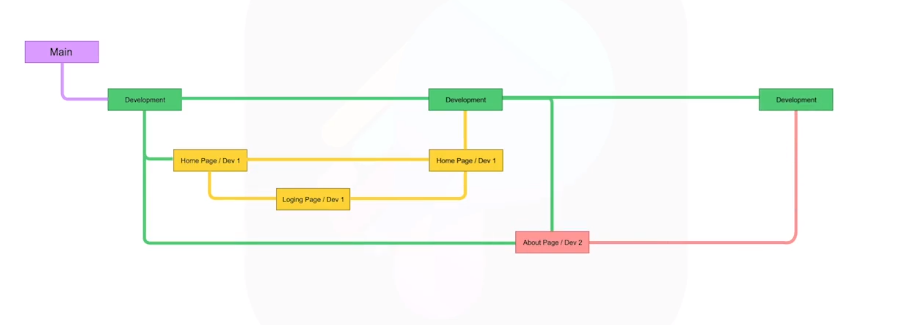 Main
Development
Development
Development
Home Page / Dev 1
Home Page / Dev 1
Loging Page / Dev 1
About Page / Dev 2